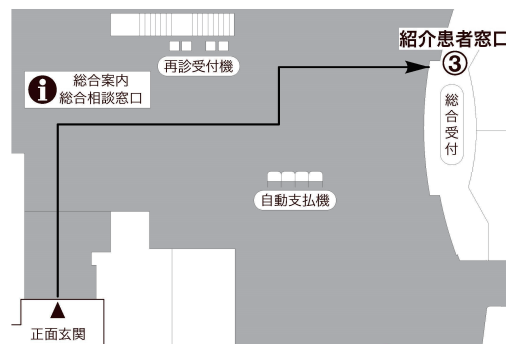 紹介患者窓口
③
再診受付機
総合案内
総合相談窓口
総合受付
自動支払機
正面玄関